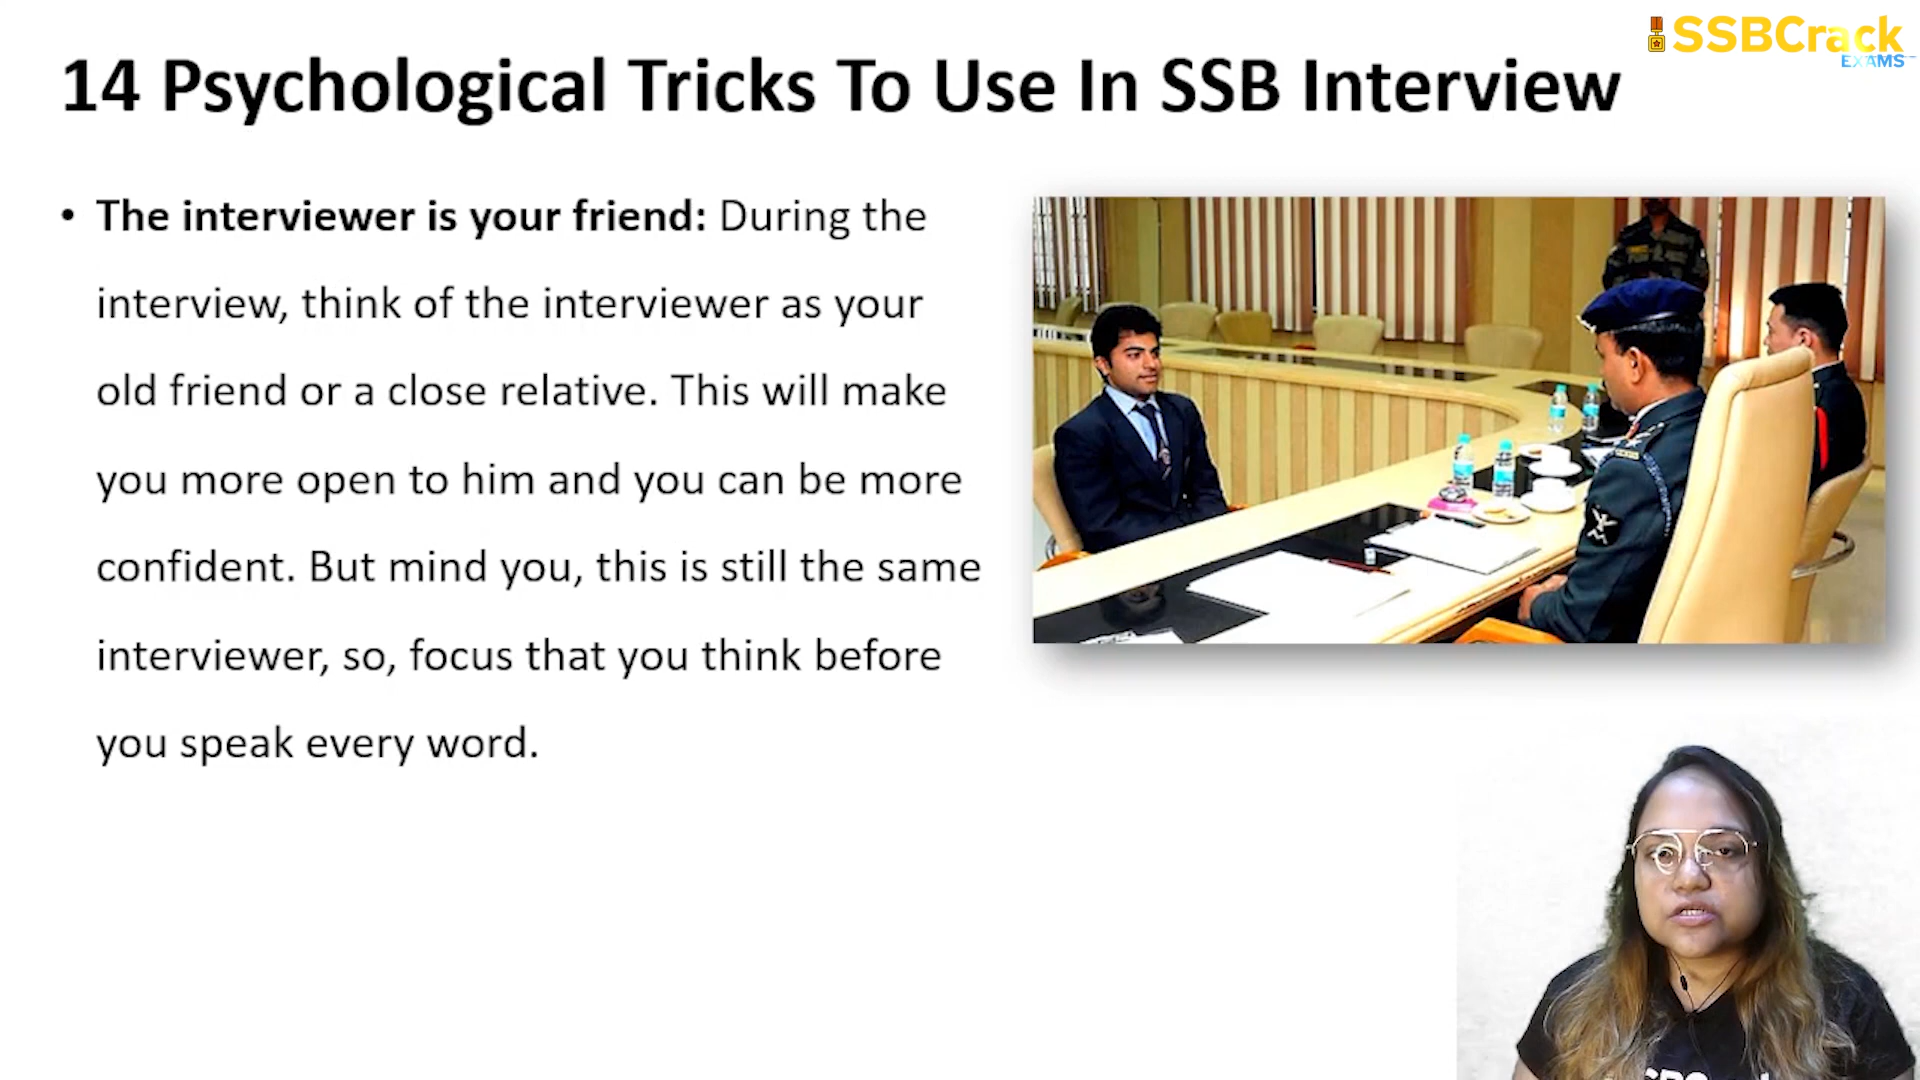 SSBCrack
EXAMS
14 Psychological Tricks To Use In SSB Interview
• The interviewer is your friend: During the
interview, think of the interviewer as your
old friend or a close relative. This will make
you more open to him and you can be more
confident. But mind you, this is still the same
interviewer, so, focus that you think before
you speak every word.